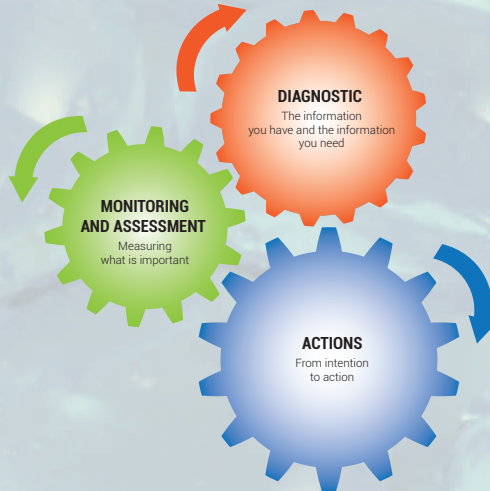 DIAGNOSTIC
The information
you have and the information
you need
MONITORING
AND ASSESSMENT
Measuring
what is important
ACTIONS
From intention
to action